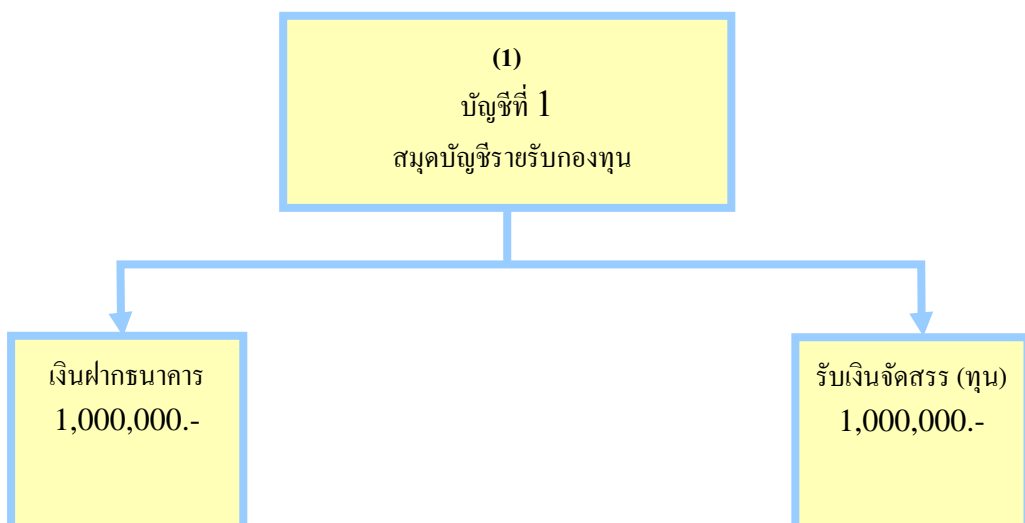 (1)
บัญชีที่ 1
สมุดบัญชีรายรับกองทุน
เงินฝากธนาคาร
1,000,000.-
รับเงินจัดสรร (ทุน)
1,000,000.-